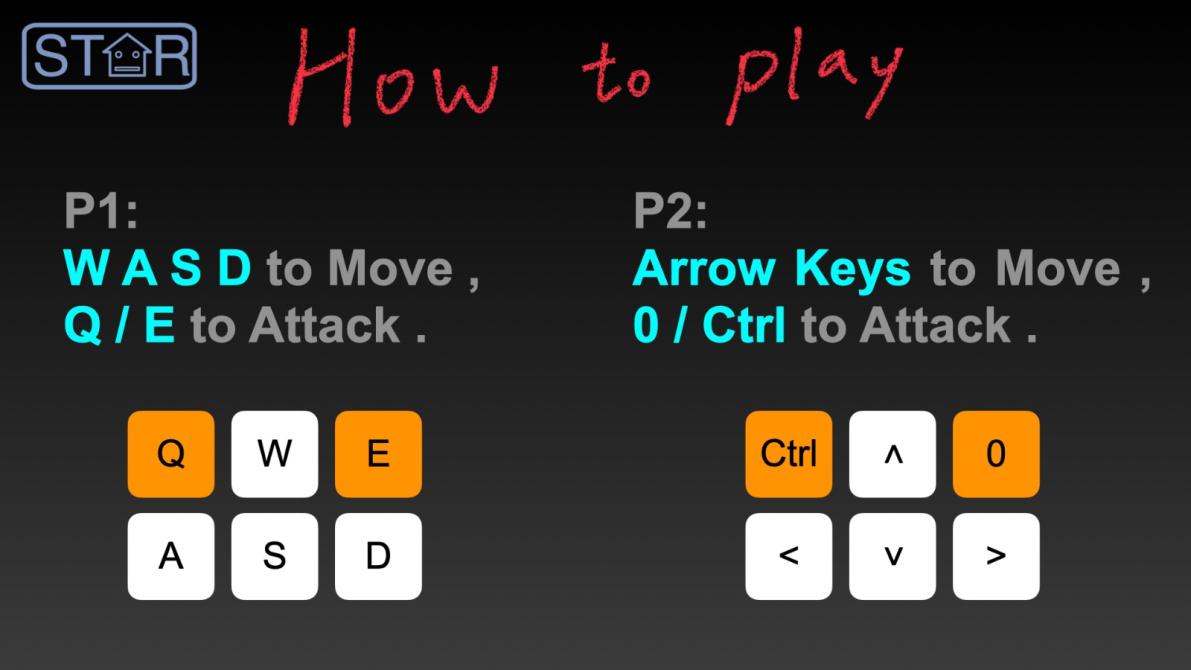 STAR
How to play
P1:
W A S D to Move ,
Q / E to Attack .
P2:
Arrow Keys to Move ,
0 / Ctrl to Attack .
Q W E
A S D
Ctrl ^ 0
< v >